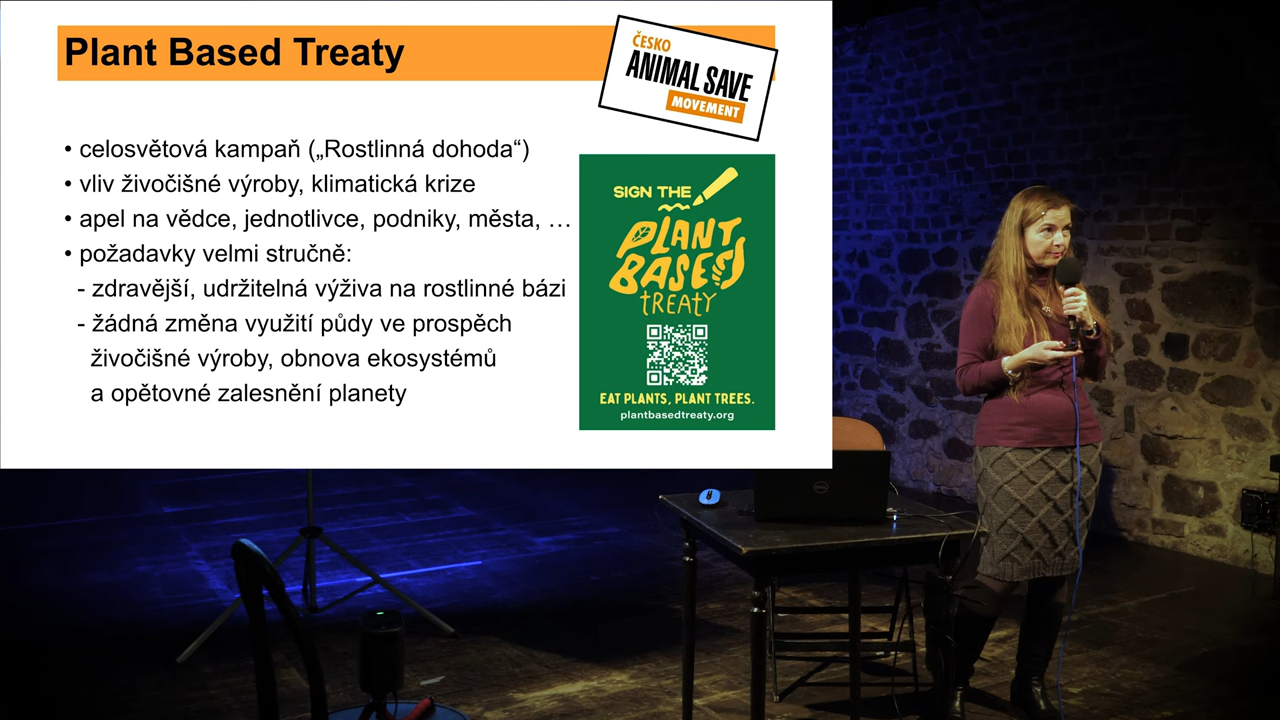 Plant Based Treaty
ČESKO
ANIMAL SAVE
MOVEMENT
• celosvětová kampaň („Rostlinná dohoda“)
• vliv živočišné výroby, klimatická krize
• apel na vědce, jednotlivce, podniky, města, …
• požadavky velmi stručně:
- zdravější, udržitelná výživa na rostlinné bázi
- žádná změna využití půdy ve prospěch
živočišné výroby, obnova ekosystémů
a opětovné zalesnění planety
SIGN THE
PLANT
BASED
TREATY
EAT PLANTS, PLANT TREES.
plantbasedtreaty.org
DELL